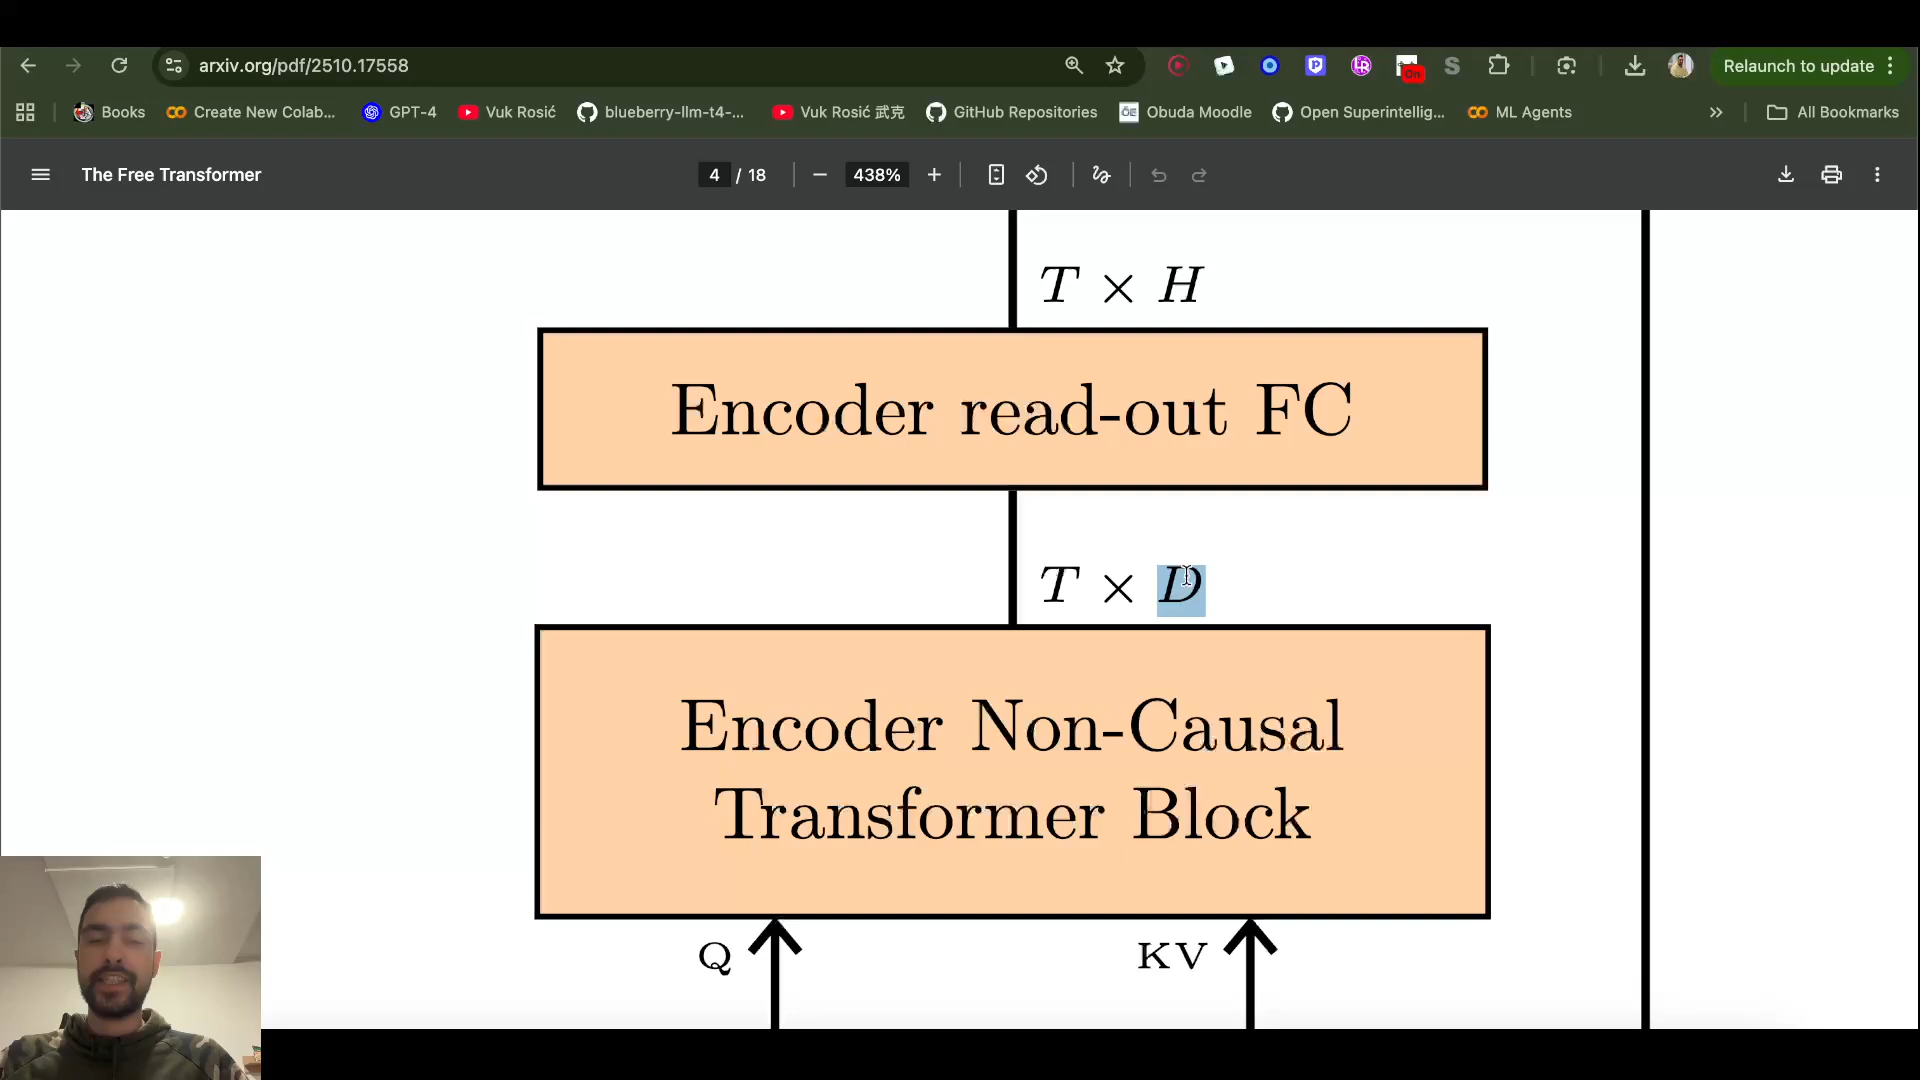 arxiv.org/pdf/2510.17558
On
Relaunch to update
Books
Create New Colab...
GPT-4
Vuk Rosić
blueberry-llm-t4-...
Vuk Rosić 武克
GitHub Repositories
Obuda Moodle
Open Superintellig...
ML Agents
»
All Bookmarks
The Free Transformer
4 / 18
438%
T × H
Encoder read-out FC
T × D
Encoder Non-Causal
Transformer Block
Q
KV